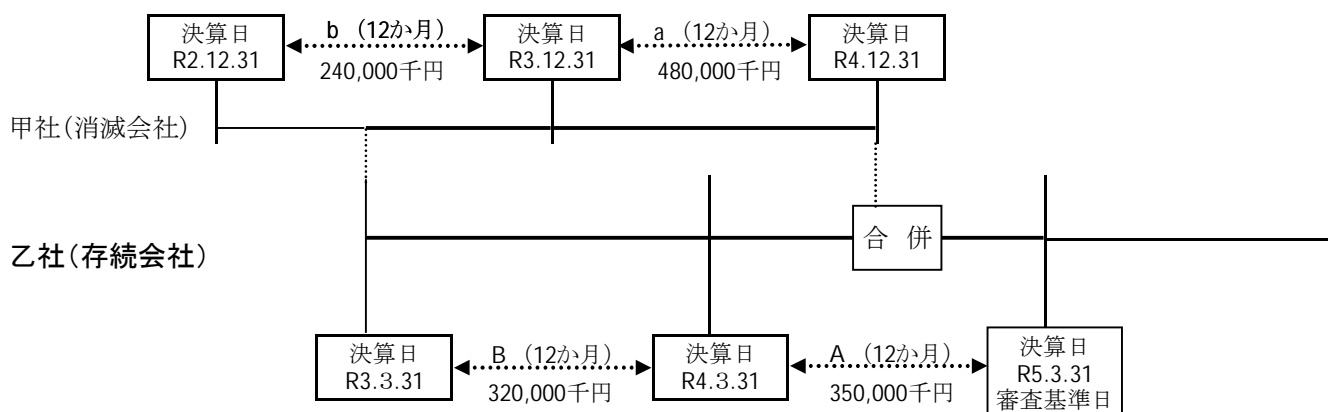 決算日
R2.12.31
b (12か月)
240,000千円
決算日
R3.12.31
a (12か月)
480,000千円
決算日
R4.12.31
甲社(消滅会社)
合 併
乙社(存続会社)
決算日
R3.3.31
B (12か月)
320,000千円
決算日
R4.3.31
A (12か月)
350,000千円
決算日
R5.3.31
審査基準日